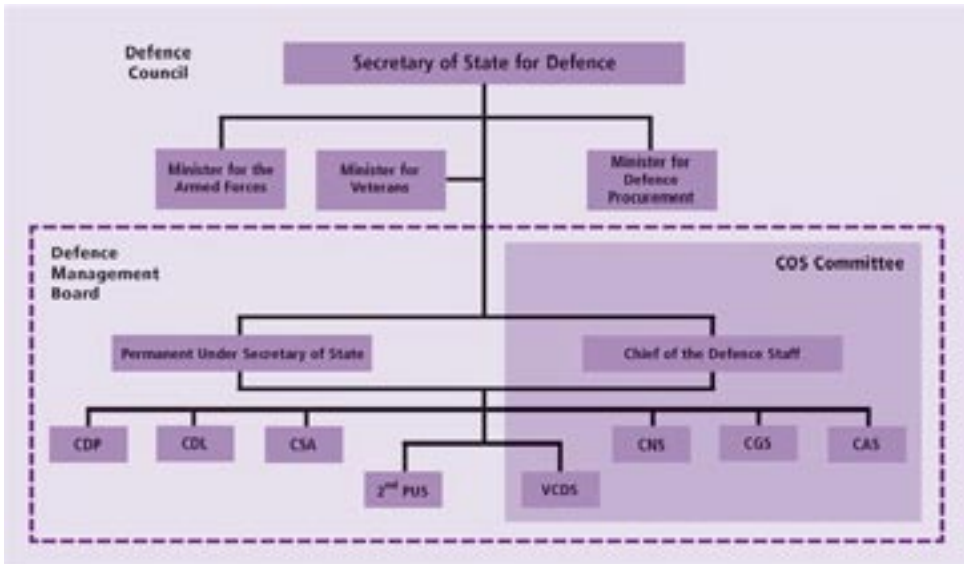 Defence
Council
Secretary of State for Defence
Minister for the
Armed Forces
Minister for
Veterans
Minister for
Defence
Procurement
Defence
Management
Board
COS Committee
Permanent Under Secretary of State
Chief of the Defence Staff
CDP
CDL
CSA
CNS
CGS
CAS
2nd PUS
VCDS